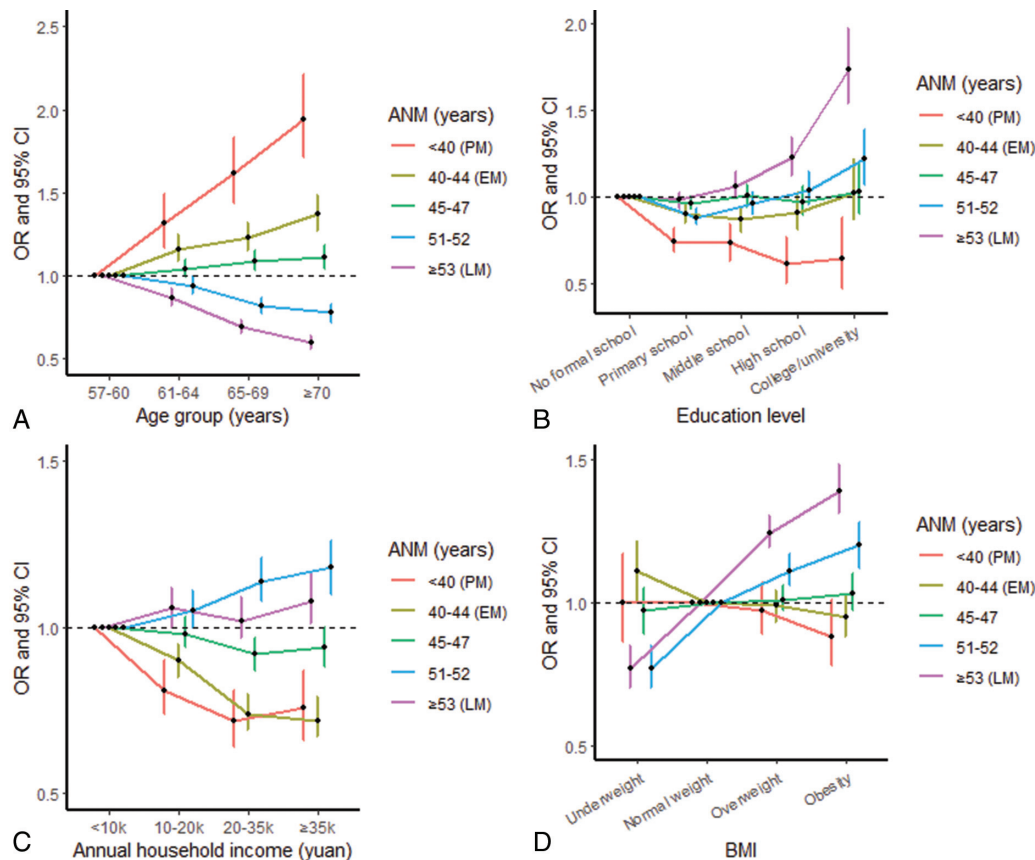 A
OR and 95% CI
2.5
2.0
1.5
1.0
0.5
57-60
61-64
65-69
≥70
Age group (years)
ANM (years)
<40 (PM)
40-44 (EM)
45-47
51-52
≥53 (LM)
B
OR and 95% CI
2.0
1.5
1.0
0.5
No formal school
Primary school
Middle school
High school
College/university
Education level
ANM (years)
<40 (PM)
40-44 (EM)
45-47
51-52
≥53 (LM)
C
OR and 95% CI
1.5
1.0
0.5
<10k
10-20k
20-35k
≥35k
Annual household income (yuan)
ANM (years)
<40 (PM)
40-44 (EM)
45-47
51-52
≥53 (LM)
D
OR and 95% CI
1.5
1.0
0.5
Underweight
Normal weight
Overweight
Obesity
BMI
ANM (years)
<40 (PM)
40-44 (EM)
45-47
51-52
≥53 (LM)